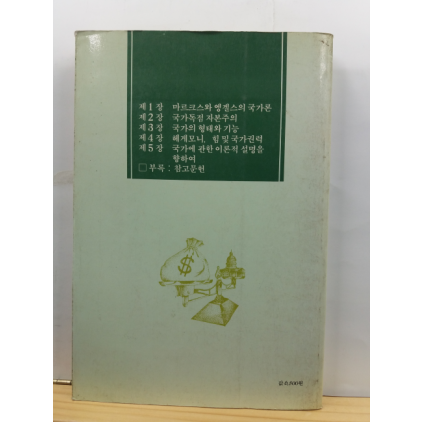 제1장 마르크스와 엥겔스의 국가론
제2장 국가독점 자본주의
제3장 국가의 형태와 기능
제4장 헤게모니, 힘 및 국가권력
제5장 국가에 관한 이론적 설명을
향하여
□ 부록 : 참고문헌
$